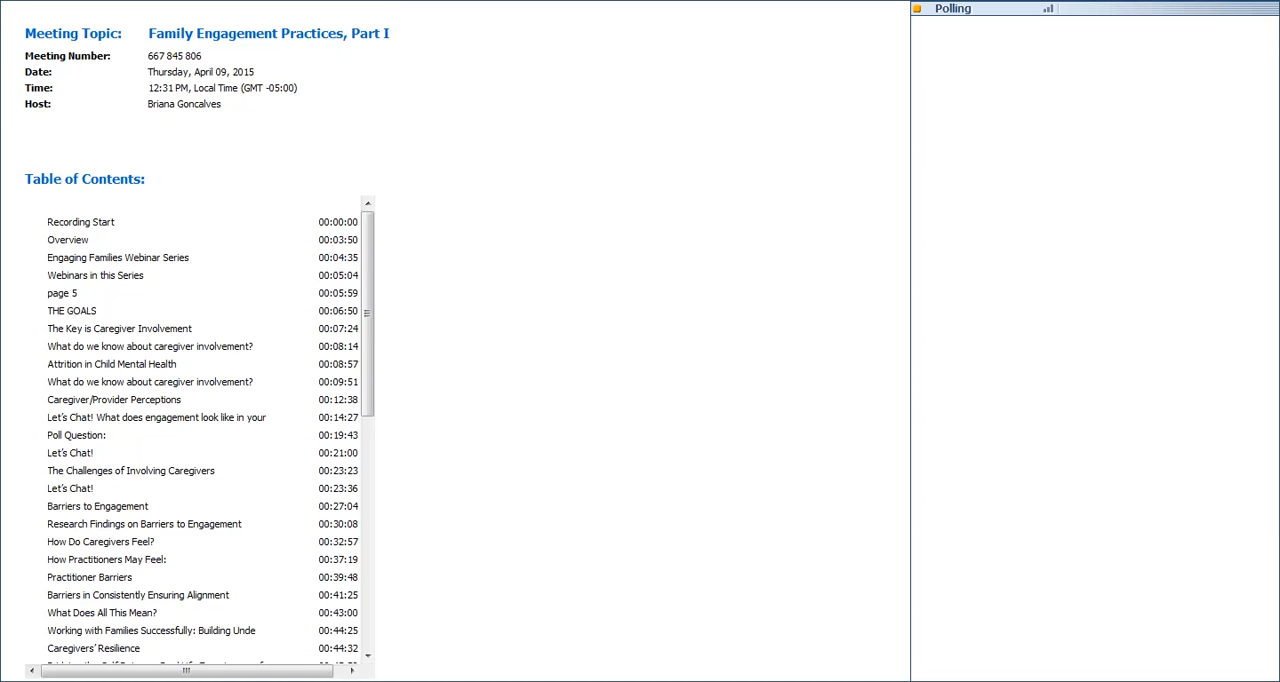 Polling
Meeting Topic: Family Engagement Practices, Part I
Meeting Number: 667 845 806
Date: Thursday, April 09, 2015
Time: 12:31 PM, Local Time (GMT -05:00)
Host: Briana Goncalves
Table of Contents:
Recording Start 00:00:00
Overview 00:03:50
Engaging Families Webinar Series 00:04:35
Webinars in this Series 00:05:04
page 5 00:05:59
THE GOALS 00:06:50
The Key is Caregiver Involvement 00:07:24
What do we know about caregiver involvement? 00:08:14
Attrition in Child Mental Health 00:08:57
What do we know about caregiver involvement? 00:09:51
Caregiver/Provider Perceptions 00:12:38
Let's Chat! What does engagement look like in your 00:14:27
Poll Question: 00:19:43
Let's Chat! 00:21:00
The Challenges of Involving Caregivers 00:23:23
Let's Chat! 00:23:36
Barriers to Engagement 00:27:04
Research Findings on Barriers to Engagement 00:30:08
How Do Caregivers Feel? 00:32:57
How Practitioners May Feel: 00:37:19
Practitioner Barriers 00:39:48
Barriers in Consistently Ensuring Alignment 00:41:25
What Does All This Mean? 00:43:00
Working with Families Successfully: Building Unde 00:44:25
Caregivers' Resilience 00:44:32